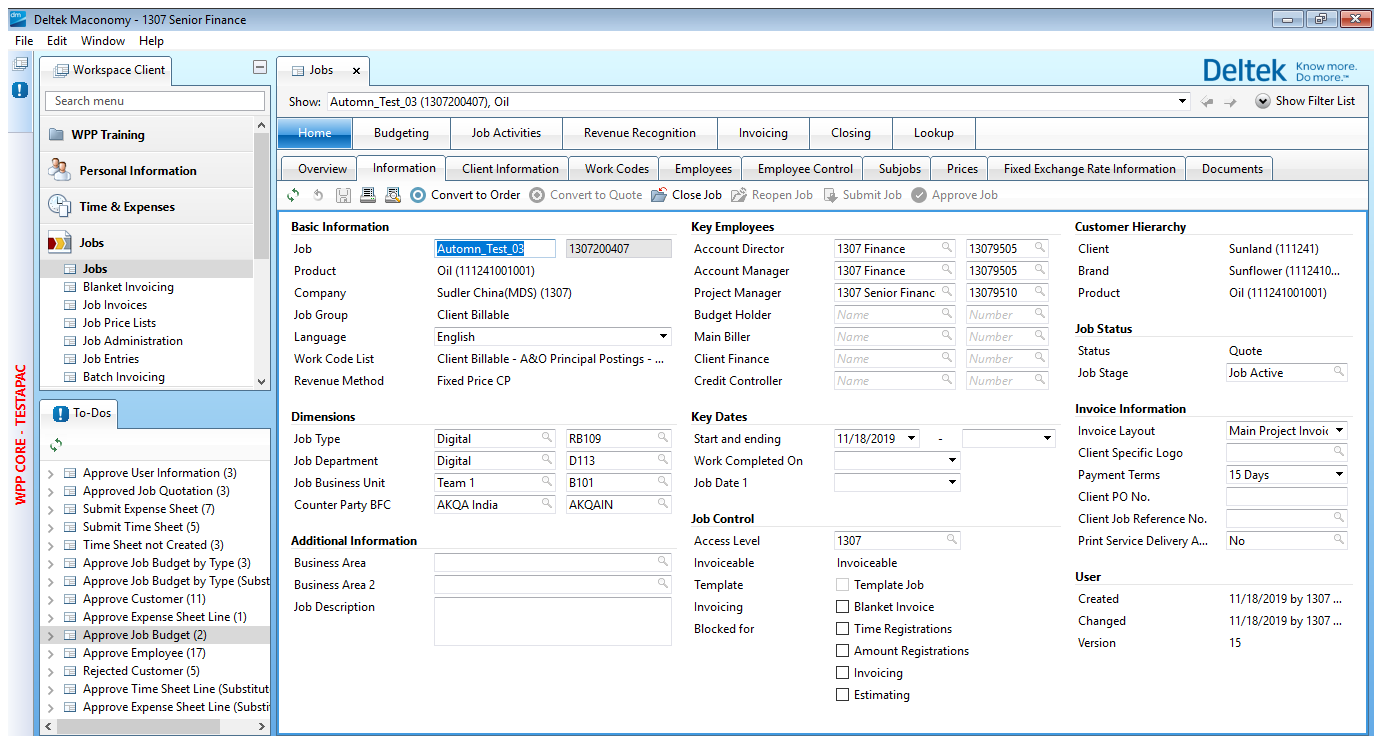 Deltek Maconomy - 1307 Senior Finance
File Edit Window Help
Workspace Client
Search menu
WPP Training
Personal Information
Time & Expenses
Jobs
Jobs
Blanket Invoicing
Job Invoices
Job Price Lists
Job Administration
Job Entries
Batch Invoicing
WPP CORE - TESTAPAC
To-Dos
Approve User Information (3)
Approved Job Quotation (3)
Submit Expense Sheet (7)
Submit Time Sheet (5)
Time Sheet not Created (3)
Approve Job Budget by Type (3)
Approve Job Budget by Type (Subst
Approve Customer (11)
Approve Expense Sheet Line (1)
Approve Job Budget (2)
Approve Employee (17)
Rejected Customer (5)
Approve Time Sheet Line (Substitut
Approve Expense Sheet Line (Substi
Jobs
Deltek Know more. Do more.™
Show: Automn_Test_03 (1307200407), Oil
Show Filter List
Home Budgeting Job Activities Revenue Recognition Invoicing Closing Lookup
Overview Information Client Information Work Codes Employees Employee Control Subjobs Prices Fixed Exchange Rate Information Documents
Convert to Order Convert to Quote Close Job Reopen Job Submit Job Approve Job
Basic Information
Job Automn_Test_03 1307200407
Product Oil (111241001001)
Company Sudler China(MDS) (1307)
Job Group Client Billable
Language English
Work Code List Client Billable - A&O Principal Postings - ...
Revenue Method Fixed Price CP
Dimensions
Job Type Digital RB109
Job Department Digital D113
Job Business Unit Team 1 B101
Counter Party BFC AKQA India AKQAIN
Additional Information
Business Area
Business Area 2
Job Description
Key Employees
Account Director 1307 Finance 13079505
Account Manager 1307 Finance 13079505
Project Manager 1307 Senior Financ 13079510
Budget Holder Name Number
Main Biller Name Number
Client Finance Name Number
Credit Controller Name Number
Key Dates
Start and ending 11/18/2019 -
Work Completed On
Job Date 1
Job Control
Access Level 1307
Invoiceable Invoiceable
Template Template Job
Invoicing Blanket Invoice
Blocked for Time Registrations
Amount Registrations
Invoicing
Estimating
Customer Hierarchy
Client Sunland (111241)
Brand Sunflower (1112410...
Product Oil (111241001001)
Job Status
Status Quote
Job Stage Job Active
Invoice Information
Invoice Layout Main Project Invoic
Client Specific Logo
Payment Terms 15 Days
Client PO No.
Client Job Reference No.
Print Service Delivery A... No
User
Created 11/18/2019 by 1307 ...
Changed 11/18/2019 by 1307 ...
Version 15